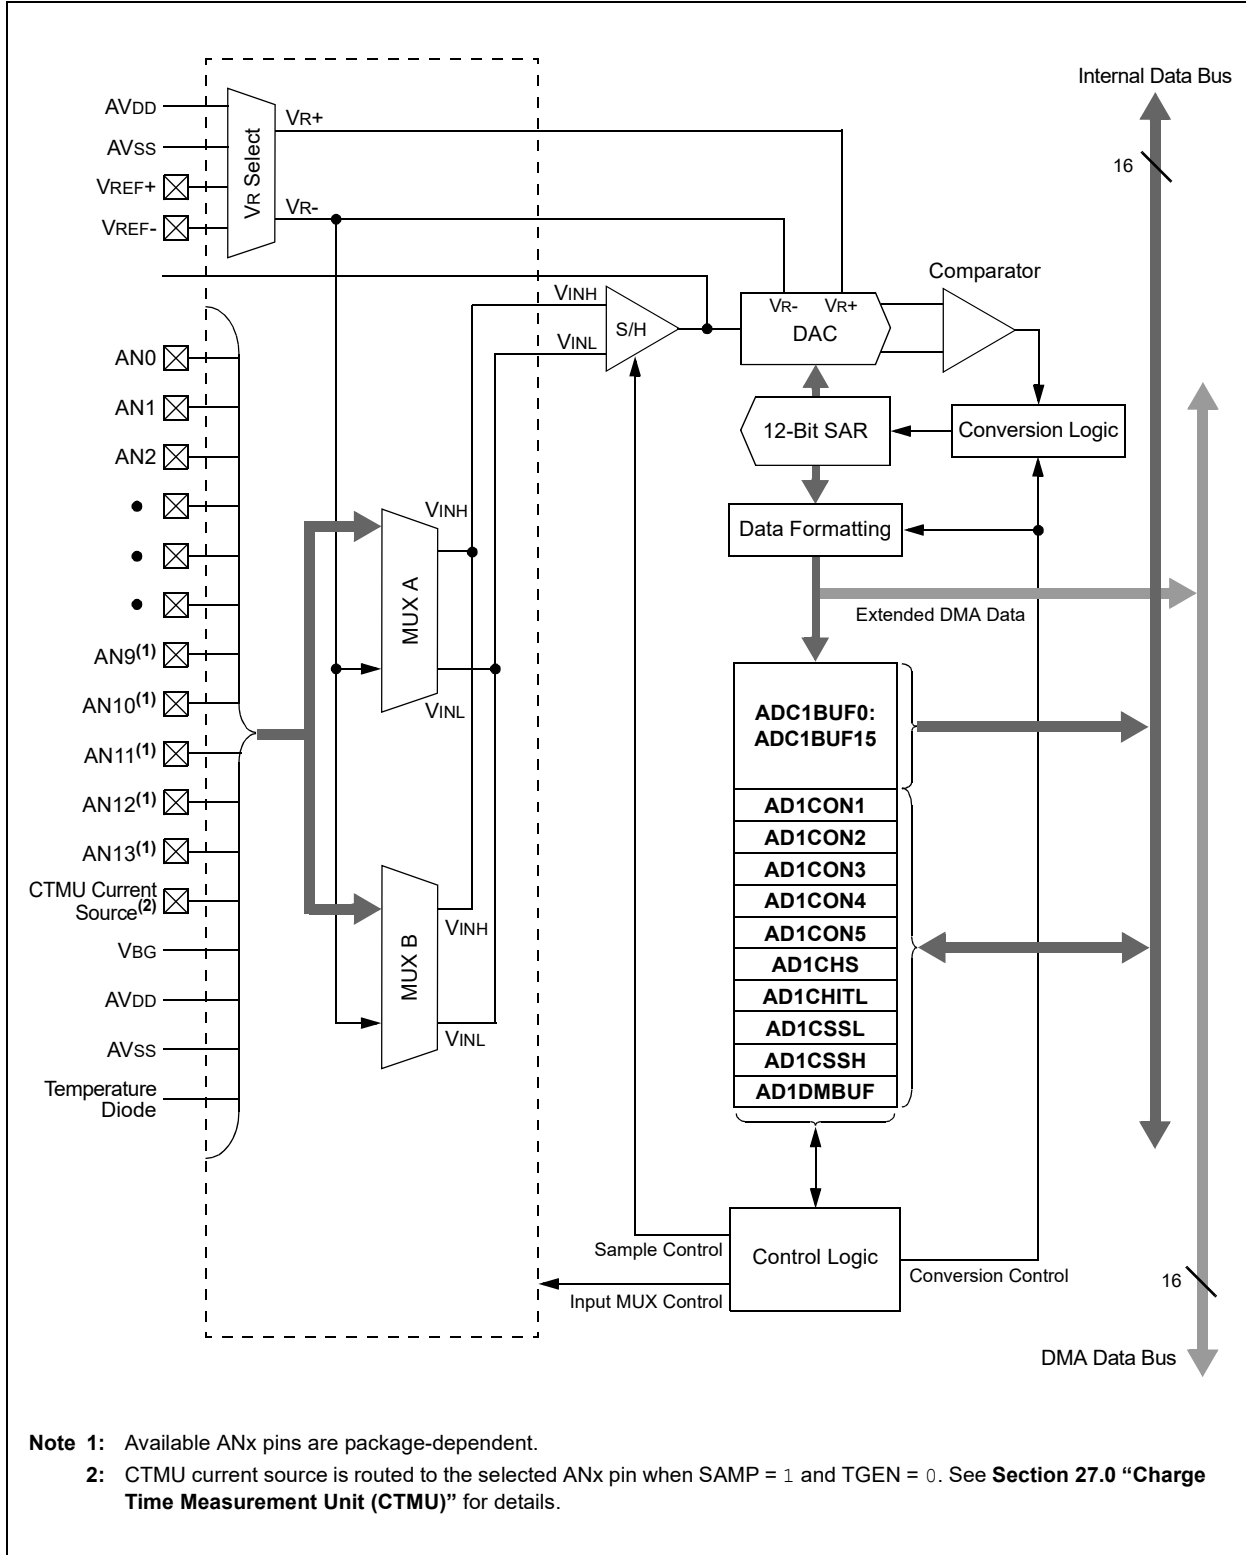 Internal Data Bus
AVDD
VR+
AVSS
16
VR Select
VREF+
VR-
VREF-
Comparator
VINH
VR- VR+
S/H
DAC
VINL
AN0
AN1
12-Bit SAR
Conversion Logic
AN2
VINH
Data Formatting
MUX A
Extended DMA Data
AN9(1)
AN10(1)
VINL
ADC1BUF0:
ADC1BUF15
AN11(1)
AN12(1)
AD1CON1
AD1CON2
AN13(1)
AD1CON3
CTMU Current
Source(2)
AD1CON4
VINH
AD1CON5
VBG
MUX B
AD1CHS
AVDD
AD1CHITL
AD1CSSL
VINL
AVSS
AD1CSSH
Temperature
Diode
AD1DMBUF
Sample Control
Control Logic
Conversion Control
Input MUX Control
16
DMA Data Bus
Note 1: Available ANx pins are package-dependent.
2: CTMU current source is routed to the selected ANx pin when SAMP = 1 and TGEN = 0. See Section 27.0 “Charge
Time Measurement Unit (CTMU)” for details.